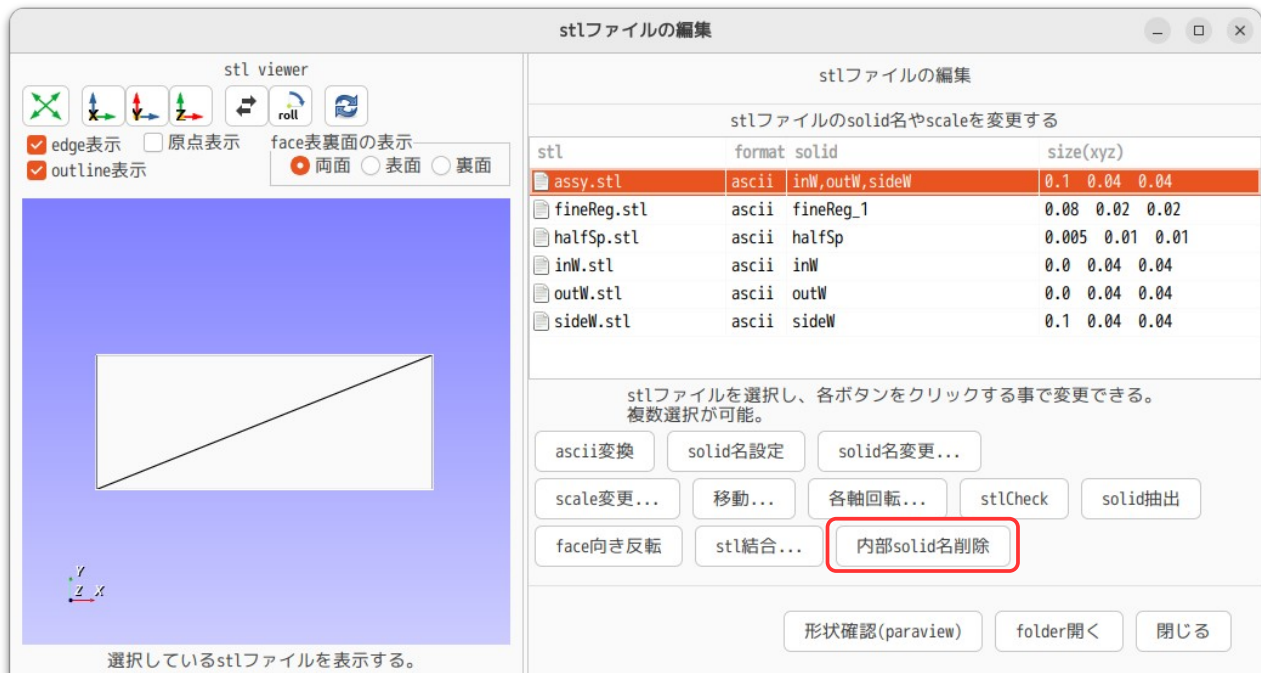 stlファイルの編集
stl viewer
X Y Z roll
edge表示 原点表示 face表裏面の表示
outline表示 両面 表面 裏面
Y
Z X
選択しているstlファイルを表示する。
stlファイルの編集
stlファイルのsolid名やscaleを変更する
stl format solid size(xyz)
assy.stl ascii inW,outW,sideW 0.1 0.04 0.04
fineReg.stl ascii fineReg_1 0.08 0.02 0.02
halfSp.stl ascii halfSp 0.005 0.01 0.01
inW.stl ascii inW 0.0 0.04 0.04
outW.stl ascii outW 0.0 0.04 0.04
sideW.stl ascii sideW 0.1 0.04 0.04
stlファイルを選択し、各ボタンをクリックする事で変更できる。
複数選択が可能。
ascii変換 solid名設定 solid名変更...
scale変更... 移動... 各軸回転... stlCheck solid抽出
face向き反転 stl結合... 内部solid名削除
形状確認(paraview) folder開く 閉じる